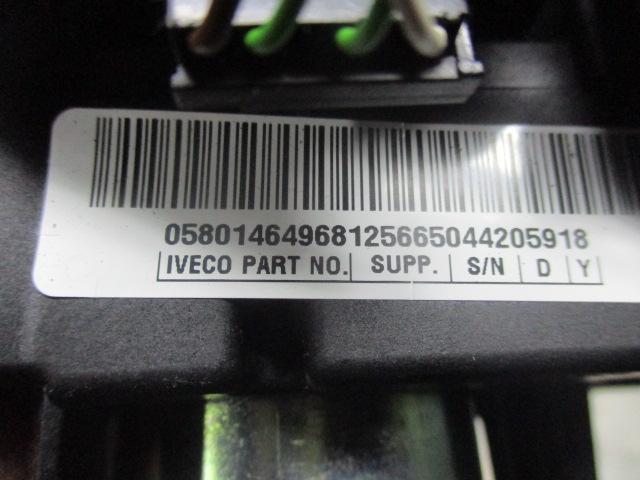 05801464968125665044205918
IVECO PART NO. SUPP. S/N D Y